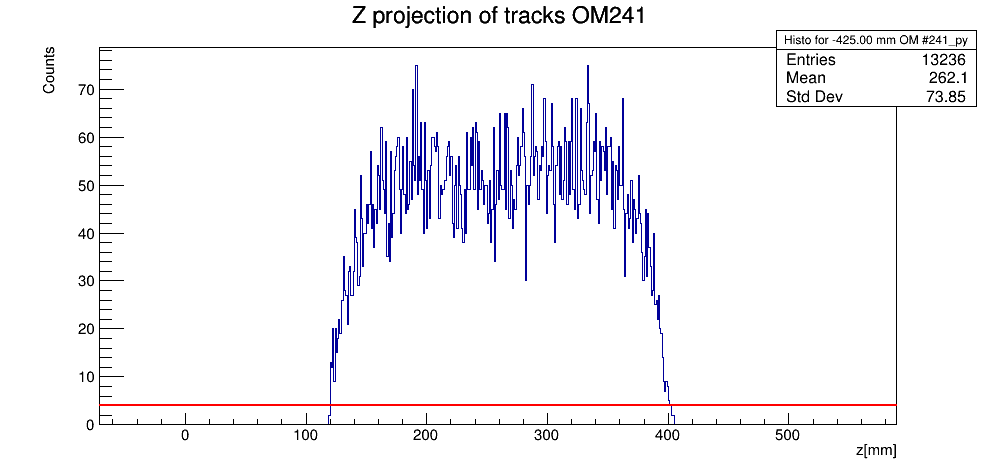 Z projection of tracks OM241
Histo for -425.00 mm OM #241_py
Entries 13236
Mean 262.1
Std Dev 73.85
Counts
70
60
50
40
30
20
10
0
0 100 200 300 400 500
z[mm]